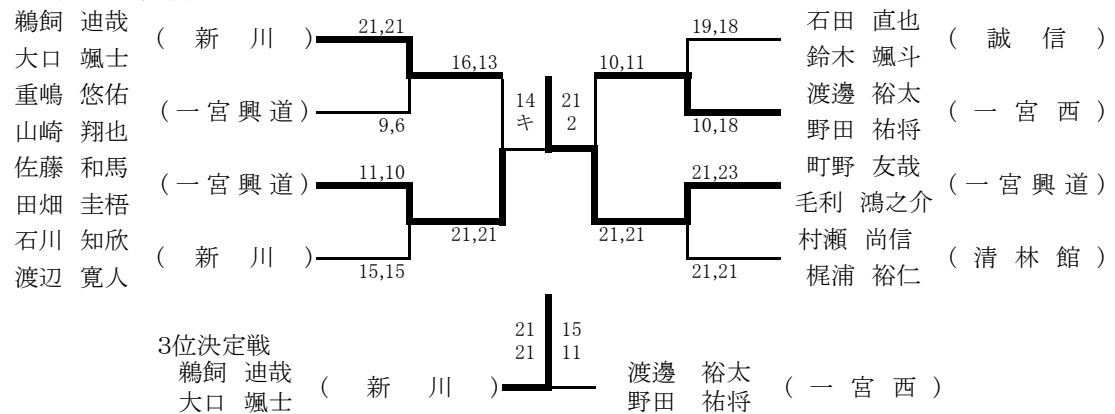 鵜飼 迪哉
大口 颯士
( 新 川 )
21,21
16,13
重嶋 悠佑
山崎 翔也
(一宮興道)
9,6
佐藤 和馬
田畑 圭梧
(一宮興道)
11,10
21,21
石川 知欣
渡辺 寛人
( 新 川 )
15,15
14
キ
21
2
石田 直也
鈴木 颯斗
( 誠 信 )
19,18
10,11
渡邊 裕太
野田 祐将
( 一 宮 西 )
10,18
町野 友哉
毛利 鴻之介
(一宮興道)
21,23
21,21
村瀬 尚信
梶浦 裕仁
( 清 林 館 )
21,21
3位決定戦
鵜飼 迪哉
大口 颯士
( 新 川 )
21
21
15
11
渡邊 裕太
野田 祐将
( 一 宮 西 )